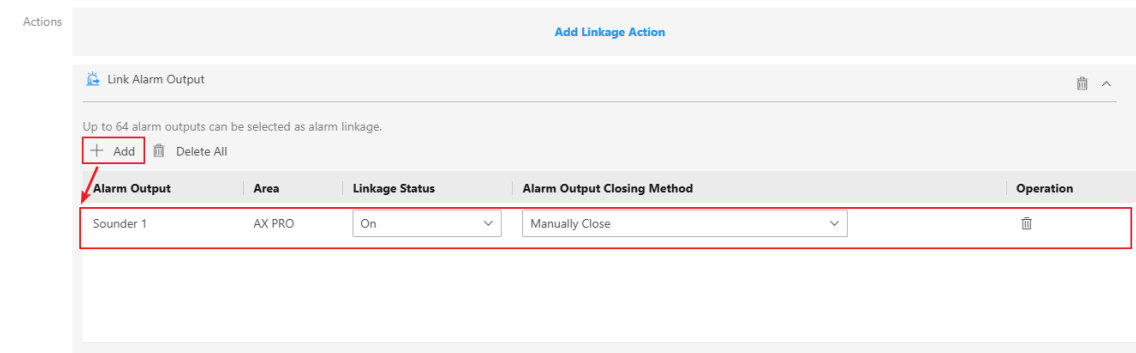 Actions
Add Linkage Action
Link Alarm Output
Up to 64 alarm outputs can be selected as alarm linkage.
Add Delete All
Alarm Output Area Linkage Status Alarm Output Closing Method Operation
Sounder 1 AX PRO On Manually Close